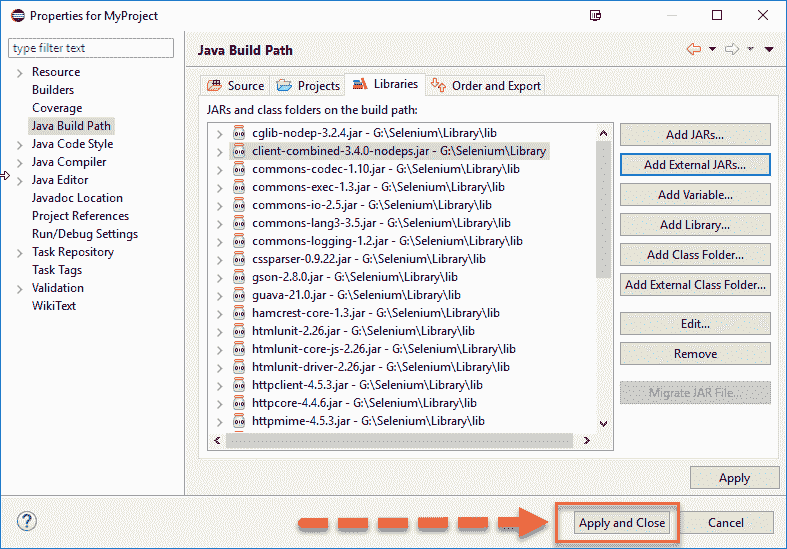 Properties for MyProject
type filter text
Resource
Builders
Coverage
Java Build Path
Java Code Style
Java Compiler
Java Editor
Javadoc Location
Project References
Run/Debug Settings
Task Repository
Task Tags
Validation
WikiText
Java Build Path
Source
Projects
Libraries
Order and Export
JARs and class folders on the build path:
cglib-nodep-3.2.4.jar - G:\Selenium\Library\lib
client-combined-3.4.0-nodeps.jar - G:\Selenium\Library
commons-codec-1.10.jar - G:\Selenium\Library\lib
commons-exec-1.3.jar - G:\Selenium\Library\lib
commons-io-2.5.jar - G:\Selenium\Library\lib
commons-lang3-3.5.jar - G:\Selenium\Library\lib
commons-logging-1.2.jar - G:\Selenium\Library\lib
cssparser-0.9.22.jar - G:\Selenium\Library\lib
gson-2.8.0.jar - G:\Selenium\Library\lib
guava-21.0.jar - G:\Selenium\Library\lib
hamcrest-core-1.3.jar - G:\Selenium\Library\lib
htmlunit-2.26.jar - G:\Selenium\Library\lib
htmlunit-core-js-2.26.jar - G:\Selenium\Library\lib
htmlunit-driver-2.26.jar - G:\Selenium\Library\lib
httpclient-4.5.3.jar - G:\Selenium\Library\lib
httpcore-4.4.6.jar - G:\Selenium\Library\lib
httpmime-4.5.3.jar - G:\Selenium\Library\lib
Add JARs...
Add External JARs...
Add Variable...
Add Library...
Add Class Folder...
Add External Class Folder...
Edit...
Remove
Migrate JAR File...
Apply
Apply and Close
Cancel